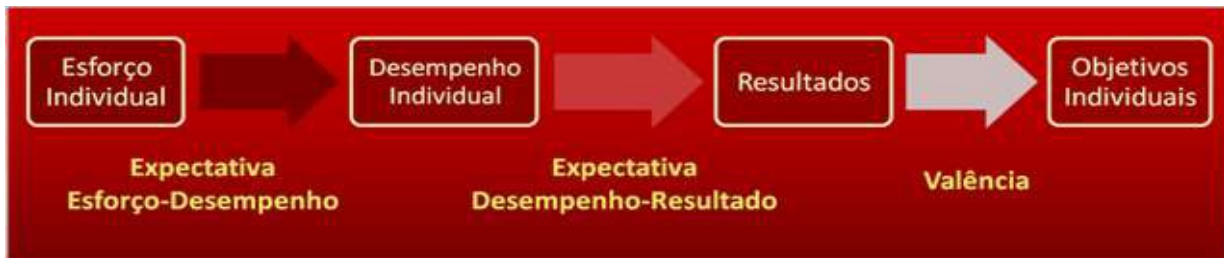 Esforço
Individual
Desempenho
Individual
Resultados
Objetivos
Individuais
Expectativa
Esforço-Desempenho
Expectativa
Desempenho-Resultado
Valência